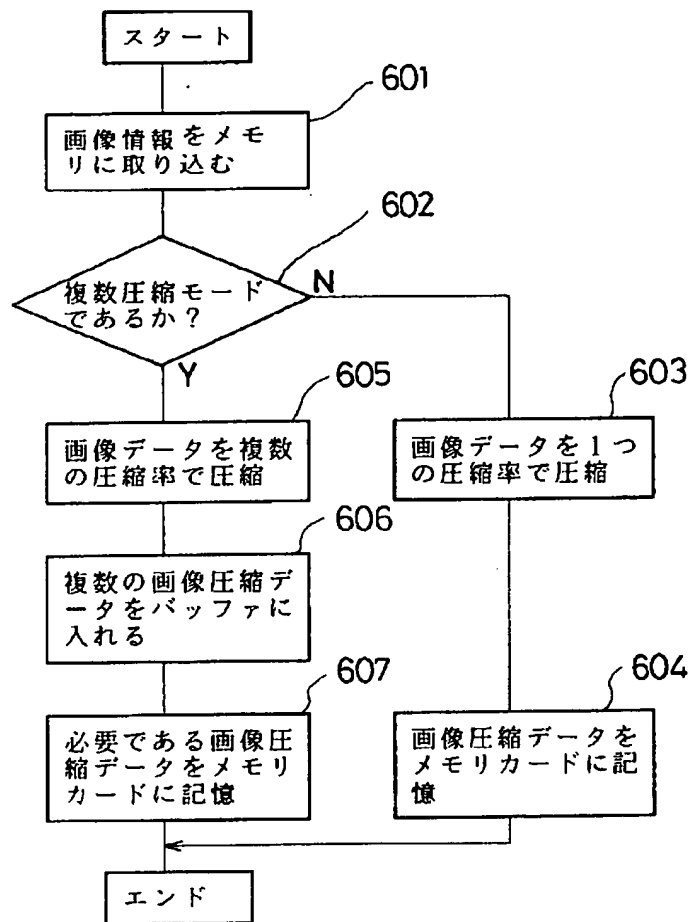 スタート
601
画像情報をメモ
リに取り込む
602
複数圧縮モード
であるか？
N
Y
605
画像データを複数
の圧縮率で圧縮
603
画像データを１つ
の圧縮率で圧縮
606
複数の画像圧縮デ
ータをバッファに
入れる
607
必要である画像圧
縮データをメモリ
カードに記憶
604
画像圧縮データを
メモリカードに記
憶
エンド